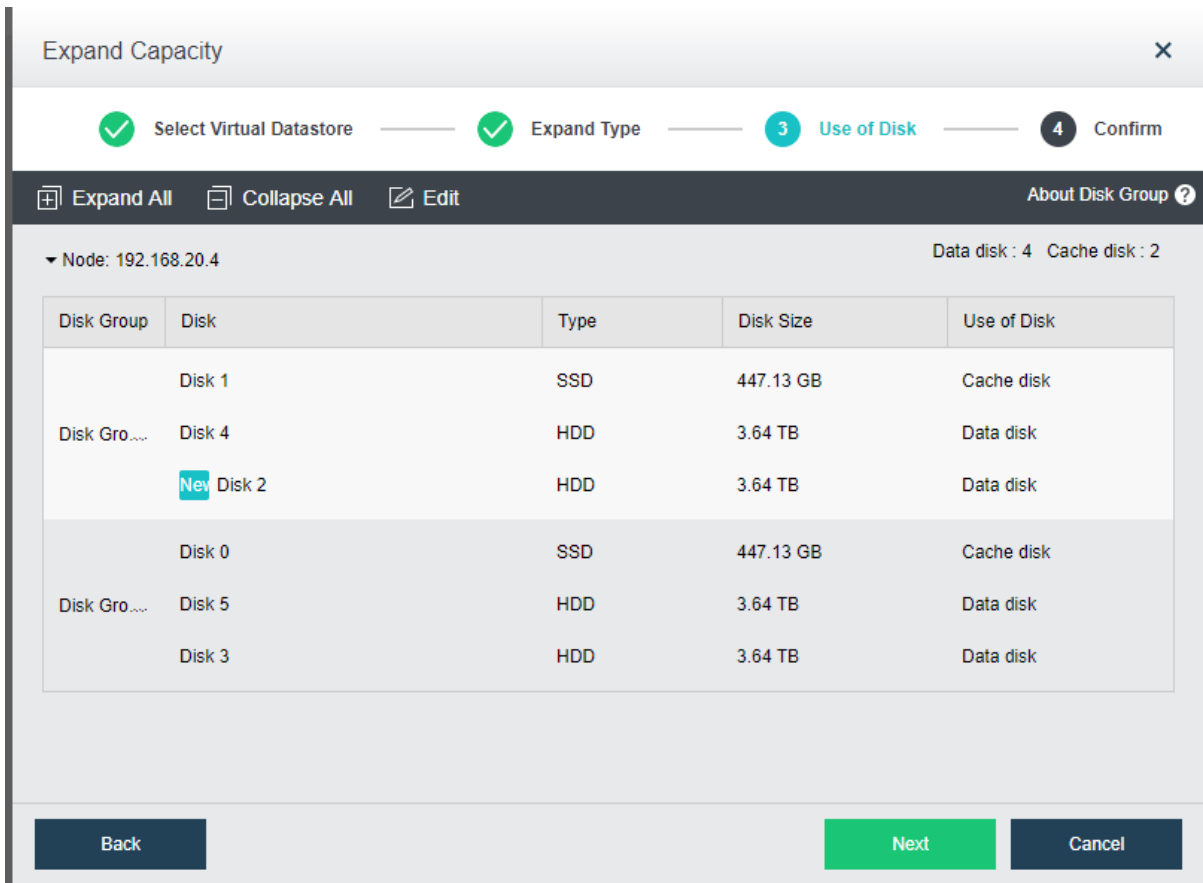 Expand Capacity
Select Virtual Datastore Expand Type 3 Use of Disk 4 Confirm
Expand All Collapse All Edit About Disk Group ?
Node: 192.168.20.4 Data disk : 4 Cache disk : 2
Disk Group Disk Type Disk Size Use of Disk
Disk 1 SSD 447.13 GB Cache disk
Disk Gro... Disk 4 HDD 3.64 TB Data disk
New Disk 2 HDD 3.64 TB Data disk
Disk 0 SSD 447.13 GB Cache disk
Disk Gro... Disk 5 HDD 3.64 TB Data disk
Disk 3 HDD 3.64 TB Data disk
Back Next Cancel